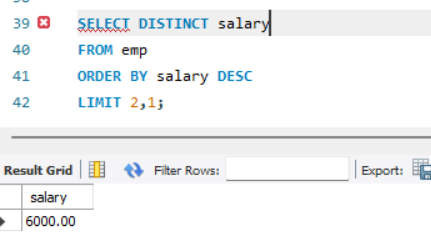 39 SELECT DISTINCT salary
40 FROM emp
41 ORDER BY salary DESC
42 LIMIT 2,1;
Result Grid Filter Rows: Export:
salary
6000.00